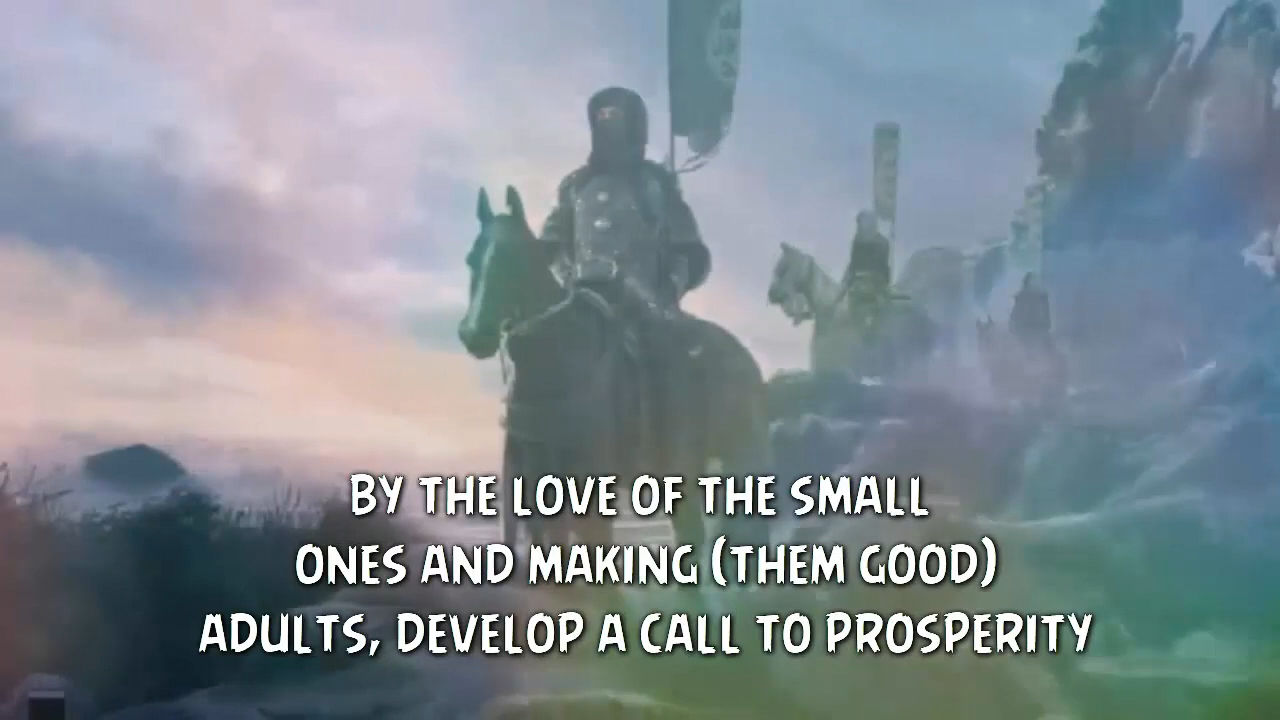 BY THE LOVE OF THE SMALL
ONES AND MAKING (THEM GOOD)
ADULTS, DEVELOP A CALL TO PROSPERITY